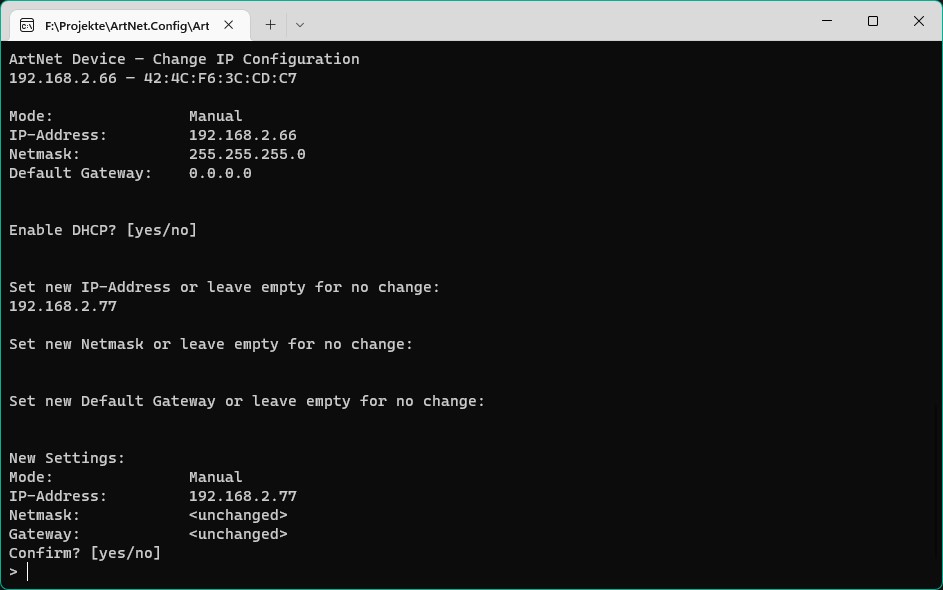 F:\Projekte\ArtNet.Config\Art
ArtNet Device - Change IP Configuration
192.168.2.66 - 42:4C:F6:3C:CD:C7
Mode: Manual
IP-Address: 192.168.2.66
Netmask: 255.255.255.0
Default Gateway: 0.0.0.0
Enable DHCP? [yes/no]
Set new IP-Address or leave empty for no change:
192.168.2.77
Set new Netmask or leave empty for no change:
Set new Default Gateway or leave empty for no change:
New Settings:
Mode: Manual
IP-Address: 192.168.2.77
Netmask: <unchanged>
Gateway: <unchanged>
Confirm? [yes/no]
>